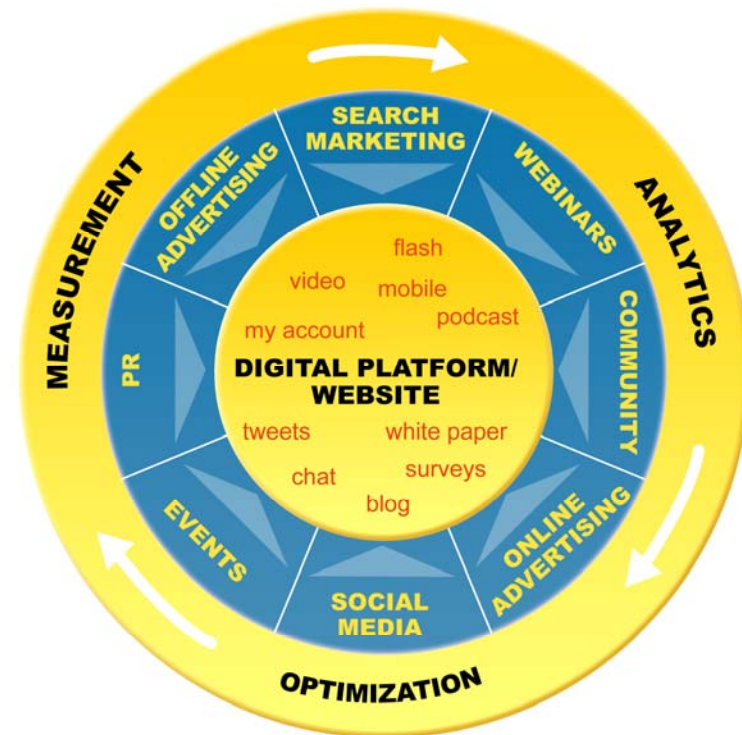 MEASUREMENT
ANALYTICS
OPTIMIZATION
SEARCH
MARKETING
WEBINARS
COMMUNITY
ONLINE
ADVERTISING
SOCIAL
MEDIA
EVENTS
PR
OFFLINE
ADVERTISING
flash
video
mobile
podcast
my account
DIGITAL PLATFORM/
WEBSITE
tweets
white paper
chat
surveys
blog